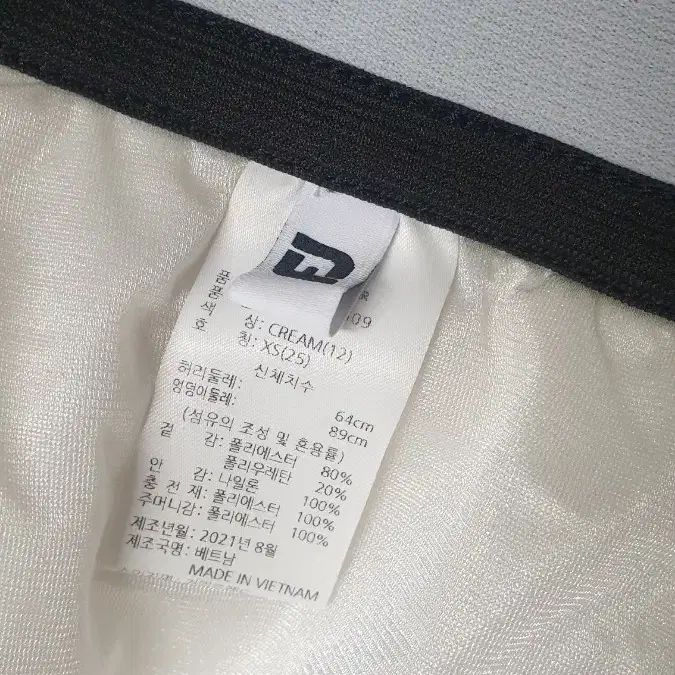 품
품
색 상: CREAM(12)
호 칭: XS(25)
신체치수
허리둘레: 64cm
엉덩이둘레: 89cm
(섬유의 조성 및 혼용률)
겉 감: 폴리에스터 80%
폴리우레탄 20%
안 감: 나일론 100%
충 전 재: 폴리에스터 100%
주머니감: 폴리에스터 100%
제조년월: 2021년 8월
제조국명: 베트남
MADE IN VIETNAM